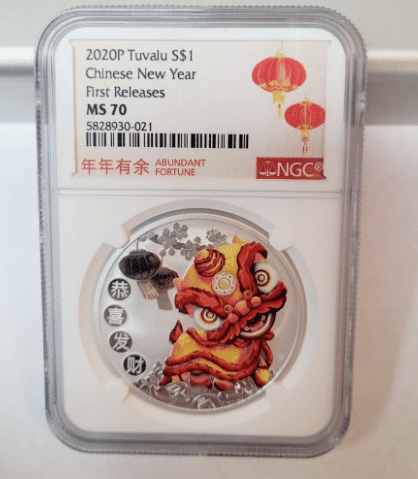 2020P Tuvalu S$1
Chinese New Year
First Releases
MS 70
5828930-021
年年有余 ABUNDANT
FORTUNE
NGC
恭
喜
发
财